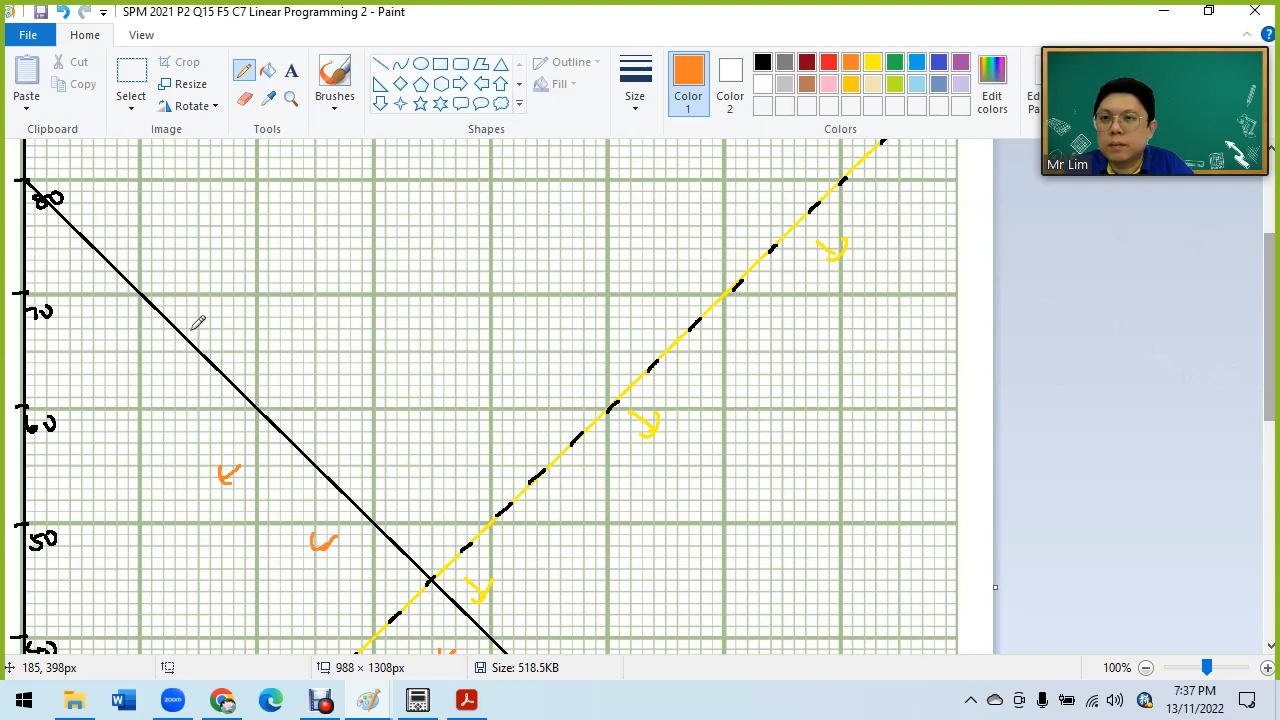 SPM 2021 P2 Q15 F5 C7 Linear Programming 2 - Paint
File
Home
View
Paste
Cut
Copy
Clipboard
Select
Crop
Resize
Rotate
Image
A
Tools
Brushes
Outline
Fill
Shapes
Size
Color
1
Color
2
Edit
colors
Colors
Mr Lim
80
70
60
50
185, 398px
988 × 1308px
Size: 518.5KB
100%
zoom
7:37 PM
13/11/2022